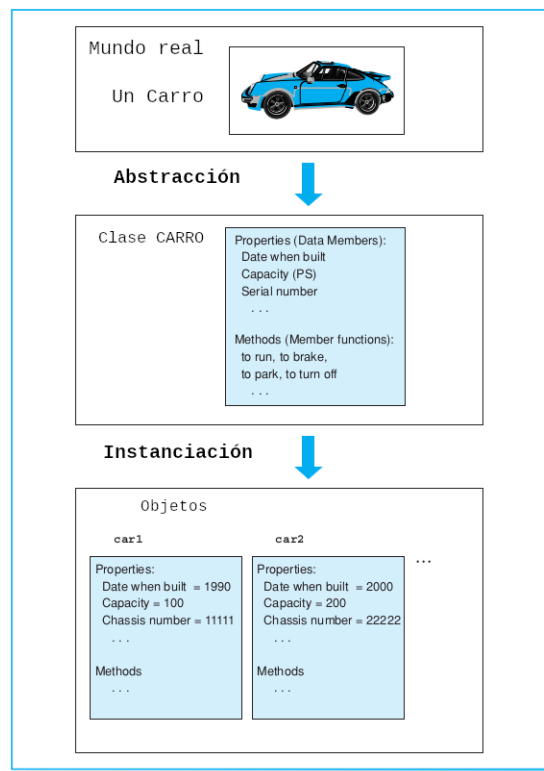 Mundo real
Un Carro
Abstracción
Clase CARRO
Properties (Data Members):
Date when built
Capacity (PS)
Serial number
. . .
Methods (Member functions):
to run, to brake,
to park, to turn off
. . .
Instanciación
Objetos
car1
Properties:
Date when built = 1990
Capacity = 100
Chassis number = 11111
. . .
Methods
. . .
car2
Properties:
Date when built = 2000
Capacity = 200
Chassis number = 22222
. . .
Methods
. . .
...